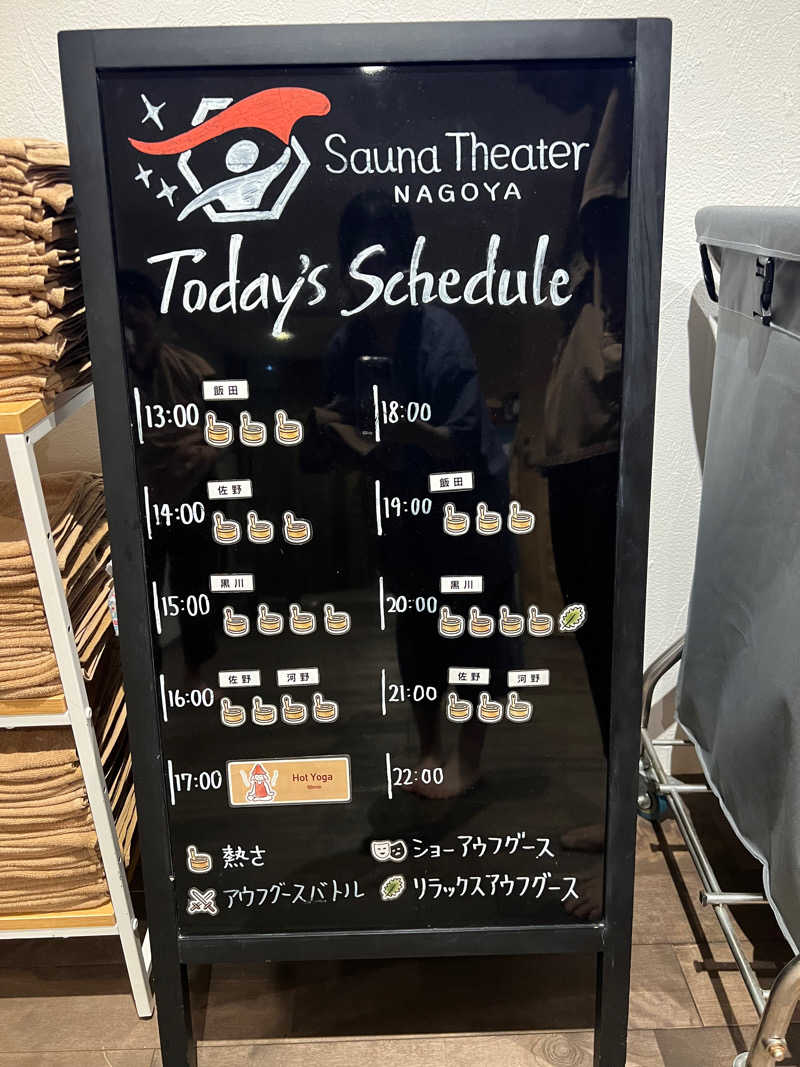 Sauna Theater
NAGOYA
Today's Schedule
飯田
13:00
佐野
14:00
黒川
15:00
佐野 河野
16:00
17:00 Hot Yoga
18:00
飯田
19:00
黒川
20:00
佐野 河野
21:00
22:00
熱さ
ショーアウフグース
アウフグースバトル
リラックスアウフグース